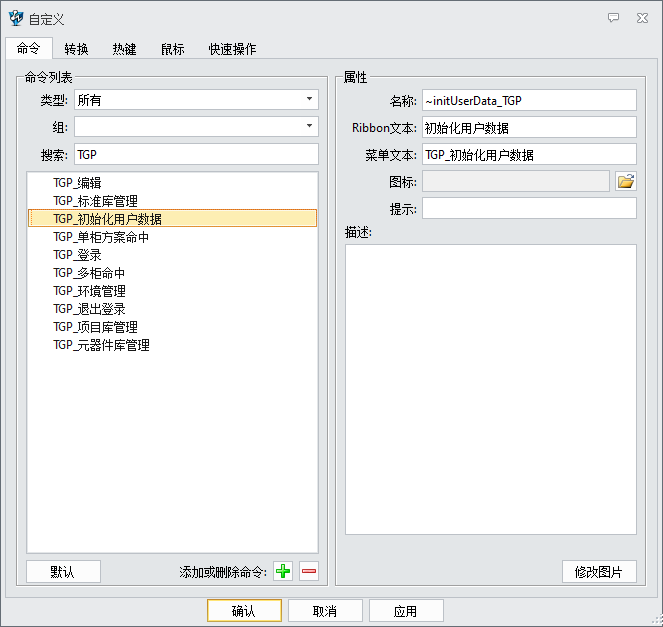 自定义
命令 转换 热键 鼠标 快速操作
命令列表
类型: 所有
组:
搜索: TGP
TGP_编辑
TGP_标准库管理
TGP_初始化用户数据
TGP_单柜方案命中
TGP_登录
TGP_多柜命中
TGP_环境管理
TGP_退出登录
TGP_项目库管理
TGP_元器件库管理
默认 添加或删除命令:
属性
名称: ~initUserData_TGP
Ribbon文本: 初始化用户数据
菜单文本: TGP_初始化用户数据
图标:
提示:
描述:
修改图片
确认 取消 应用